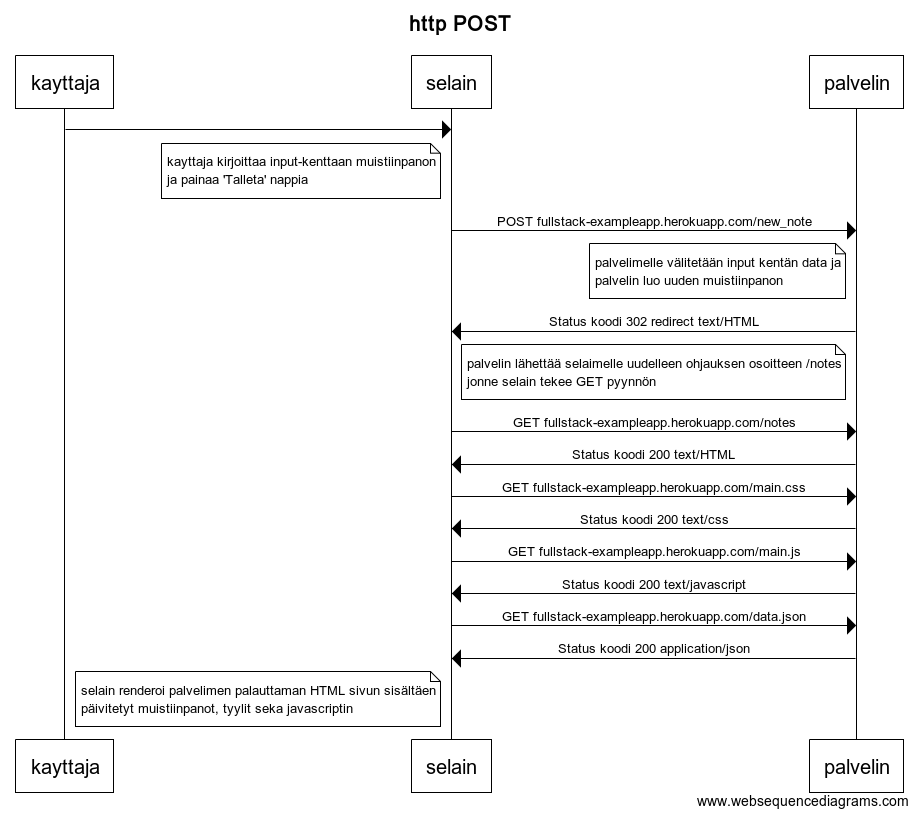 http POST
kayttaja
selain
palvelin
kayttaja kirjoittaa input-kenttaan muistiinpanon
ja painaa 'Talleta' nappia
POST fullstack-exampleapp.herokuapp.com/new_note
palvelimelle välitetään input kentän data ja
palvelin luo uuden muistiinpanon
Status koodi 302 redirect text/HTML
palvelin lähettää selaimelle uudelleen ohjauksen osoitteen /notes
jonne selain tekee GET pyynnön
GET fullstack-exampleapp.herokuapp.com/notes
Status koodi 200 text/HTML
GET fullstack-exampleapp.herokuapp.com/main.css
Status koodi 200 text/css
GET fullstack-exampleapp.herokuapp.com/main.js
Status koodi 200 text/javascript
GET fullstack-exampleapp.herokuapp.com/data.json
Status koodi 200 application/json
selain renderoi palvelimen palauttaman HTML sivun sisältäen
päivitetyt muistiinpanot, tyylit seka javascriptin
kayttaja
selain
palvelin
www.websequencediagrams.com